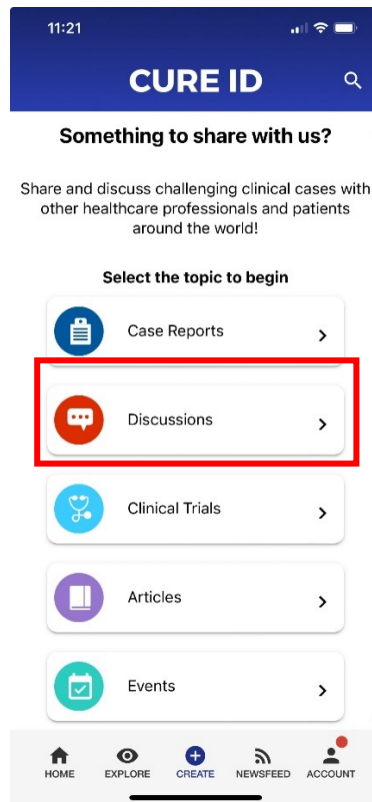 11:21
CURE ID
Something to share with us?
Share and discuss challenging clinical cases with
other healthcare professionals and patients
around the world!
Select the topic to begin
Case Reports
Discussions
Clinical Trials
Articles
Events
HOME EXPLORE CREATE NEWSFEED ACCOUNT